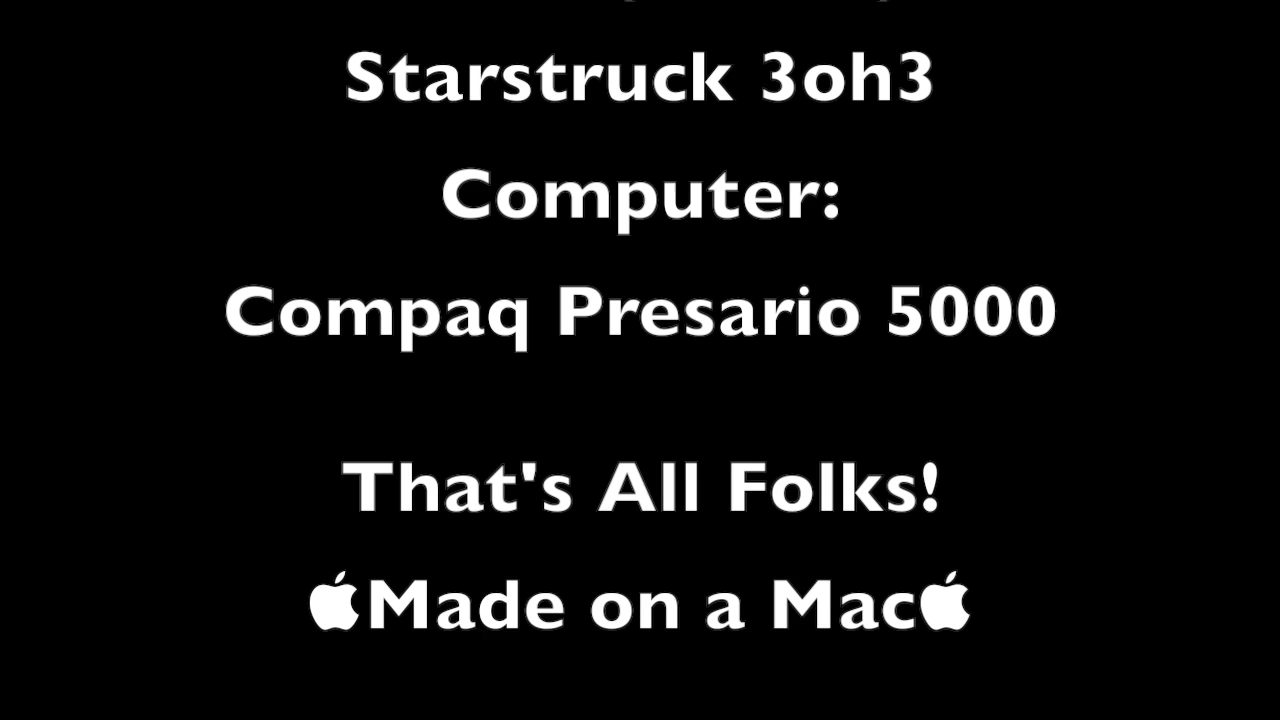 Starstruck 3oh3
Computer:
Compaq Presario 5000
That's All Folks!
Made on a Mac